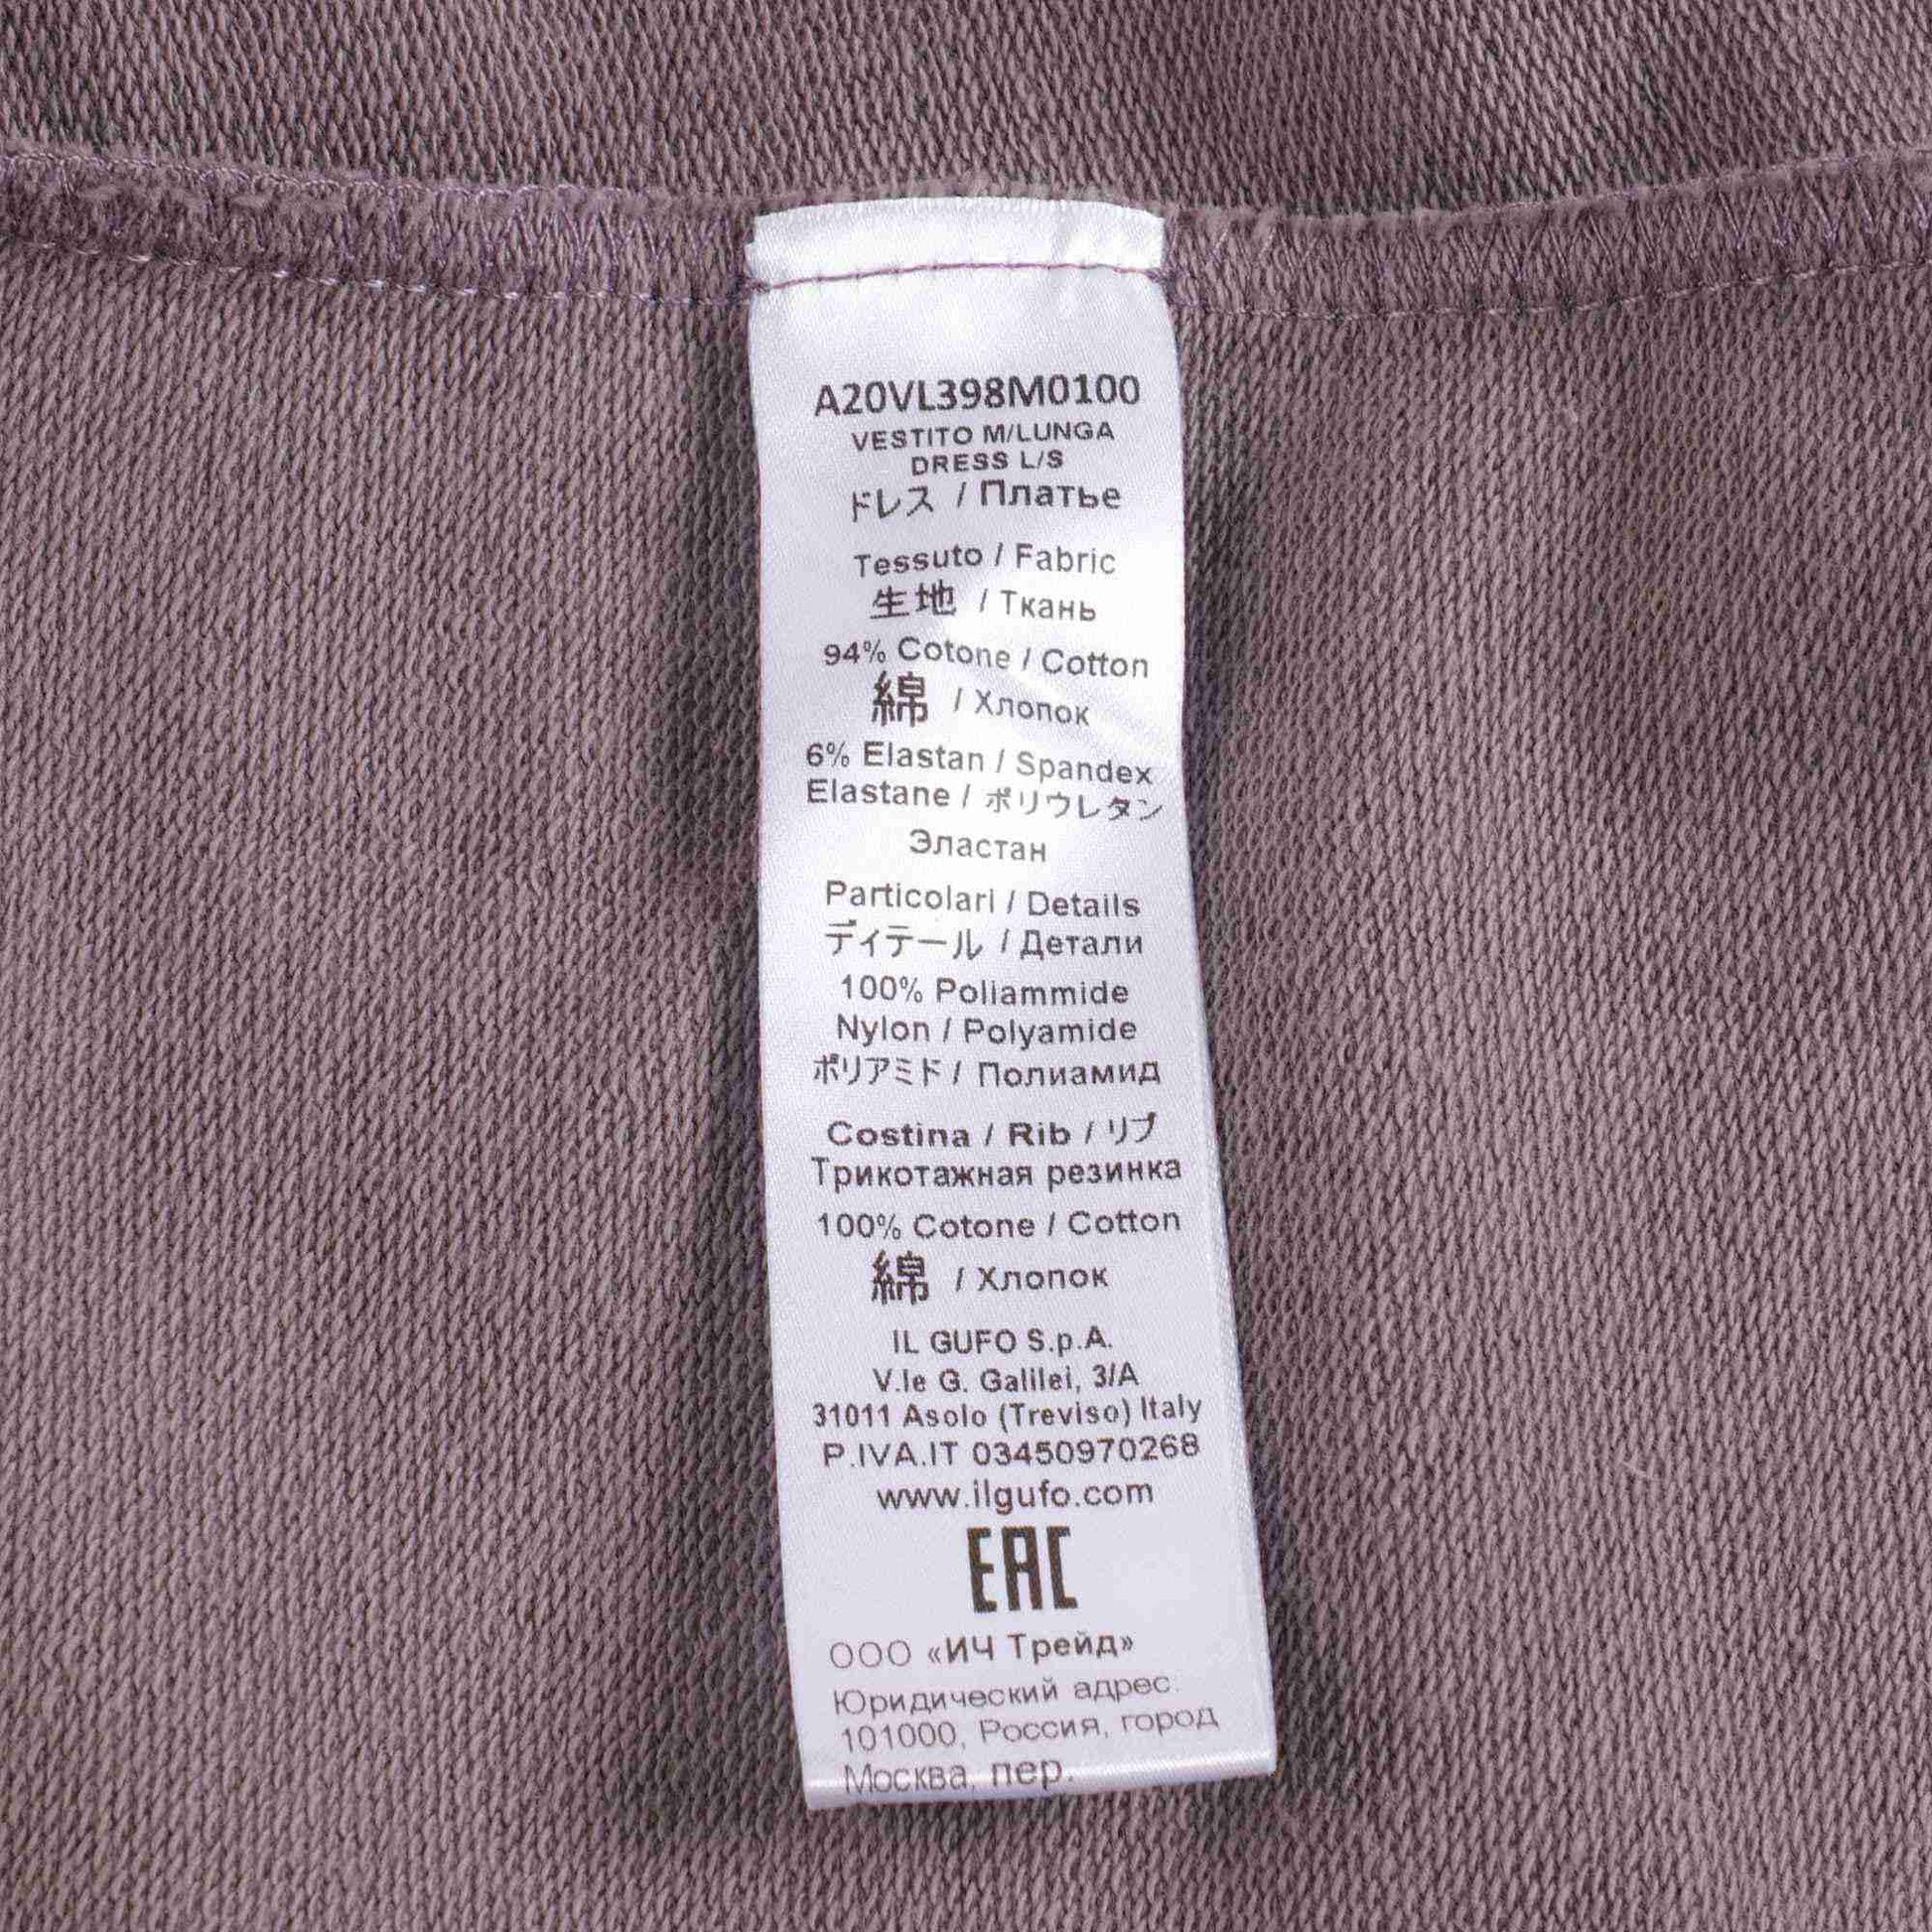 A20VL398M0100
VESTITO M/LUNGA
DRESS L/S
ドレス / Платье
Tessuto / Fabric
生地 / Ткань
94% Cotone / Cotton
綿 / Хлопок
6% Elastan / Spandex
Elastane / ポリウレタン
Эластан
Particolari / Details
ディテール / Детали
100% Poliammide
Nylon / Polyamide
ポリアミド / Полиамид
Costina / Rib / リブ
Трикотажная резинка
100% Cotone / Cotton
綿 / Хлопок
IL GUFO S.p.A.
V.le G. Galilei, 3/A
31011 Asolo (Treviso) Italy
P.IVA.IT 03450970268
www.ilgufo.com
EAC
ООО «ИЧ Трейд»
Юридический адрес:
101000, Россия, город
Москва, пер.